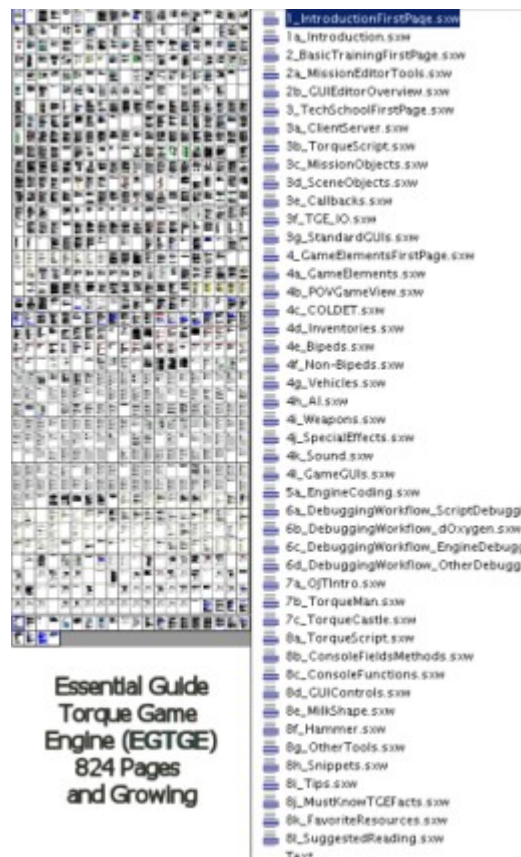 Essential Guide
Torque Game
Engine (EGTGE)
824 Pages
and Growing
1_IntroductionFirstPage.sxw
1a_Introduction.sxw
2_BasicTrainingFirstPage.sxw
2a_MissionEditorTools.sxw
2b_GUIEditorOverview.sxw
3_TechSchoolFirstPage.sxw
3a_ClientServer.sxw
3b_TorqueScript.sxw
3c_MissionObjects.sxw
3d_SceneObjects.sxw
3e_Callbacks.sxw
3f_TGE_IO.sxw
3g_StandardGUIs.sxw
4_GameElementsFirstPage.sxw
4a_GameElements.sxw
4b_POVGameView.sxw
4c_COLDET.sxw
4d_Inventories.sxw
4e_Bipeds.sxw
4f_Non-Bipeds.sxw
4g_Vehicles.sxw
4h_AI.sxw
4i_Weapons.sxw
4j_SpecialEffects.sxw
4k_Sound.sxw
4l_GameGUIs.sxw
5a_EngineCoding.sxw
6a_DebuggingWorkflow_ScriptDebugg
6b_DebuggingWorkflow_dOxygen.sxw
6c_DebuggingWorkflow_EngineDebugg
6d_DebuggingWorkflow_OtherDebugg
7a_OJTIntro.sxw
7b_TorqueMan.sxw
7c_TorqueCastle.sxw
8a_TorqueScript.sxw
8b_ConsoleFieldsMethods.sxw
8c_ConsoleFunctions.sxw
8d_GUIControls.sxw
8e_MilkShape.sxw
8f_Hammer.sxw
8g_OtherTools.sxw
8h_Snippets.sxw
8i_Tips.sxw
8j_MustKnowTGEFacts.sxw
8k_FavoriteResources.sxw
8l_SuggestedReading.sxw
Text